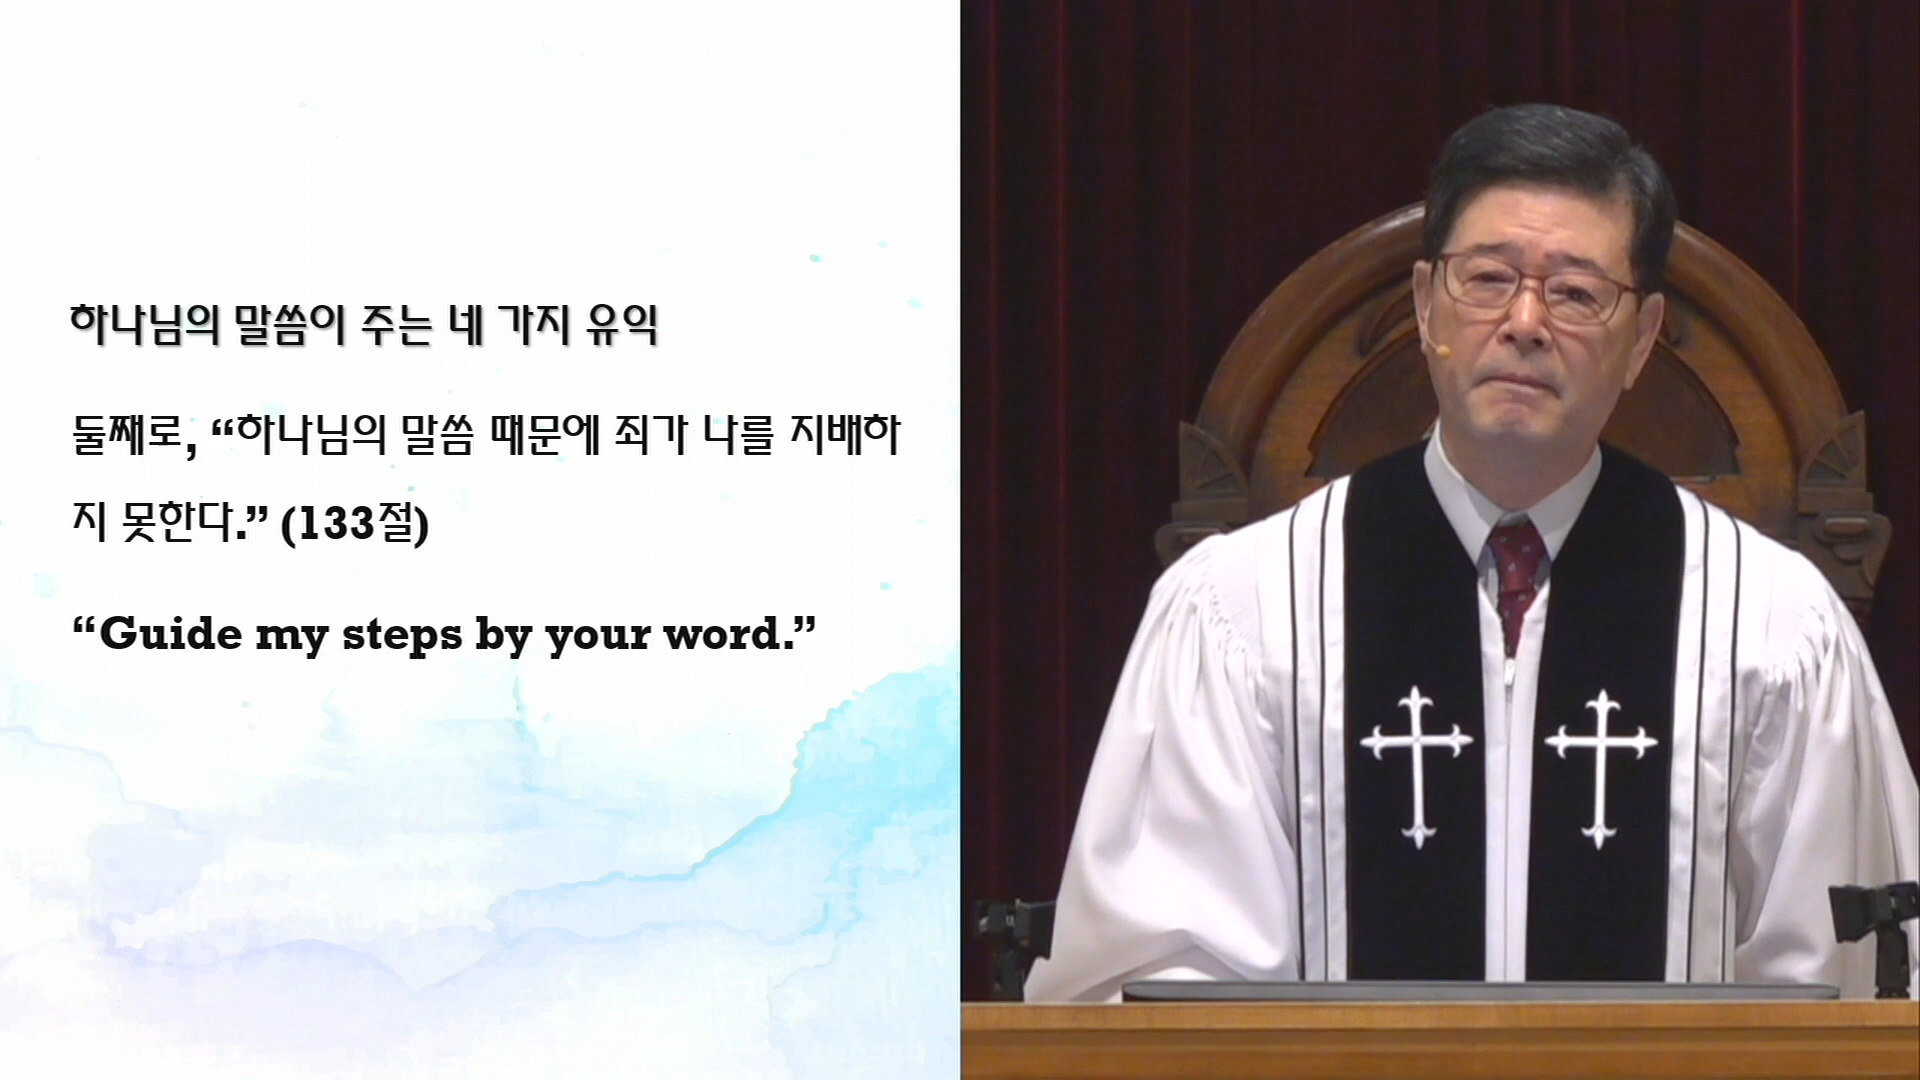 하나님의 말씀이 주는 네 가지 유익
둘째로, “하나님의 말씀 때문에 죄가 나를 지배하
지 못한다.” (133절)
“Guide my steps by your word.”